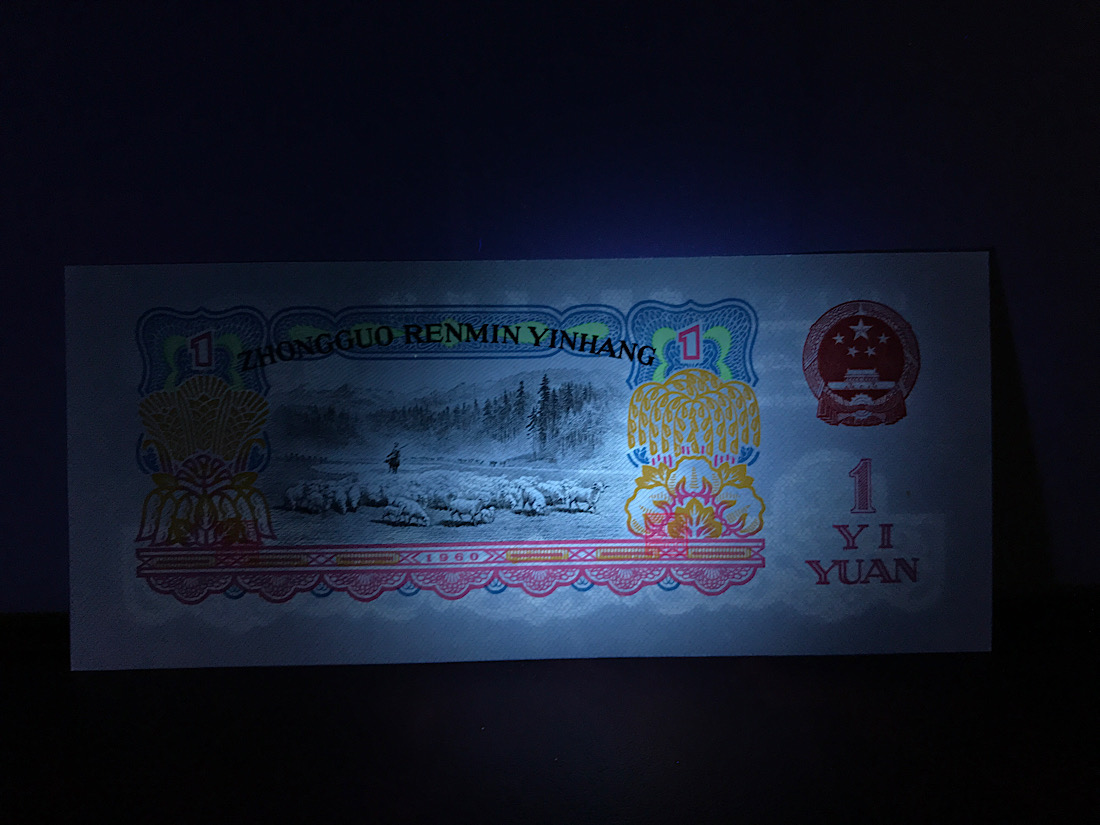 1
ZHONGGUO RENMIN YINHANG
1
1960
1
YI
YUAN